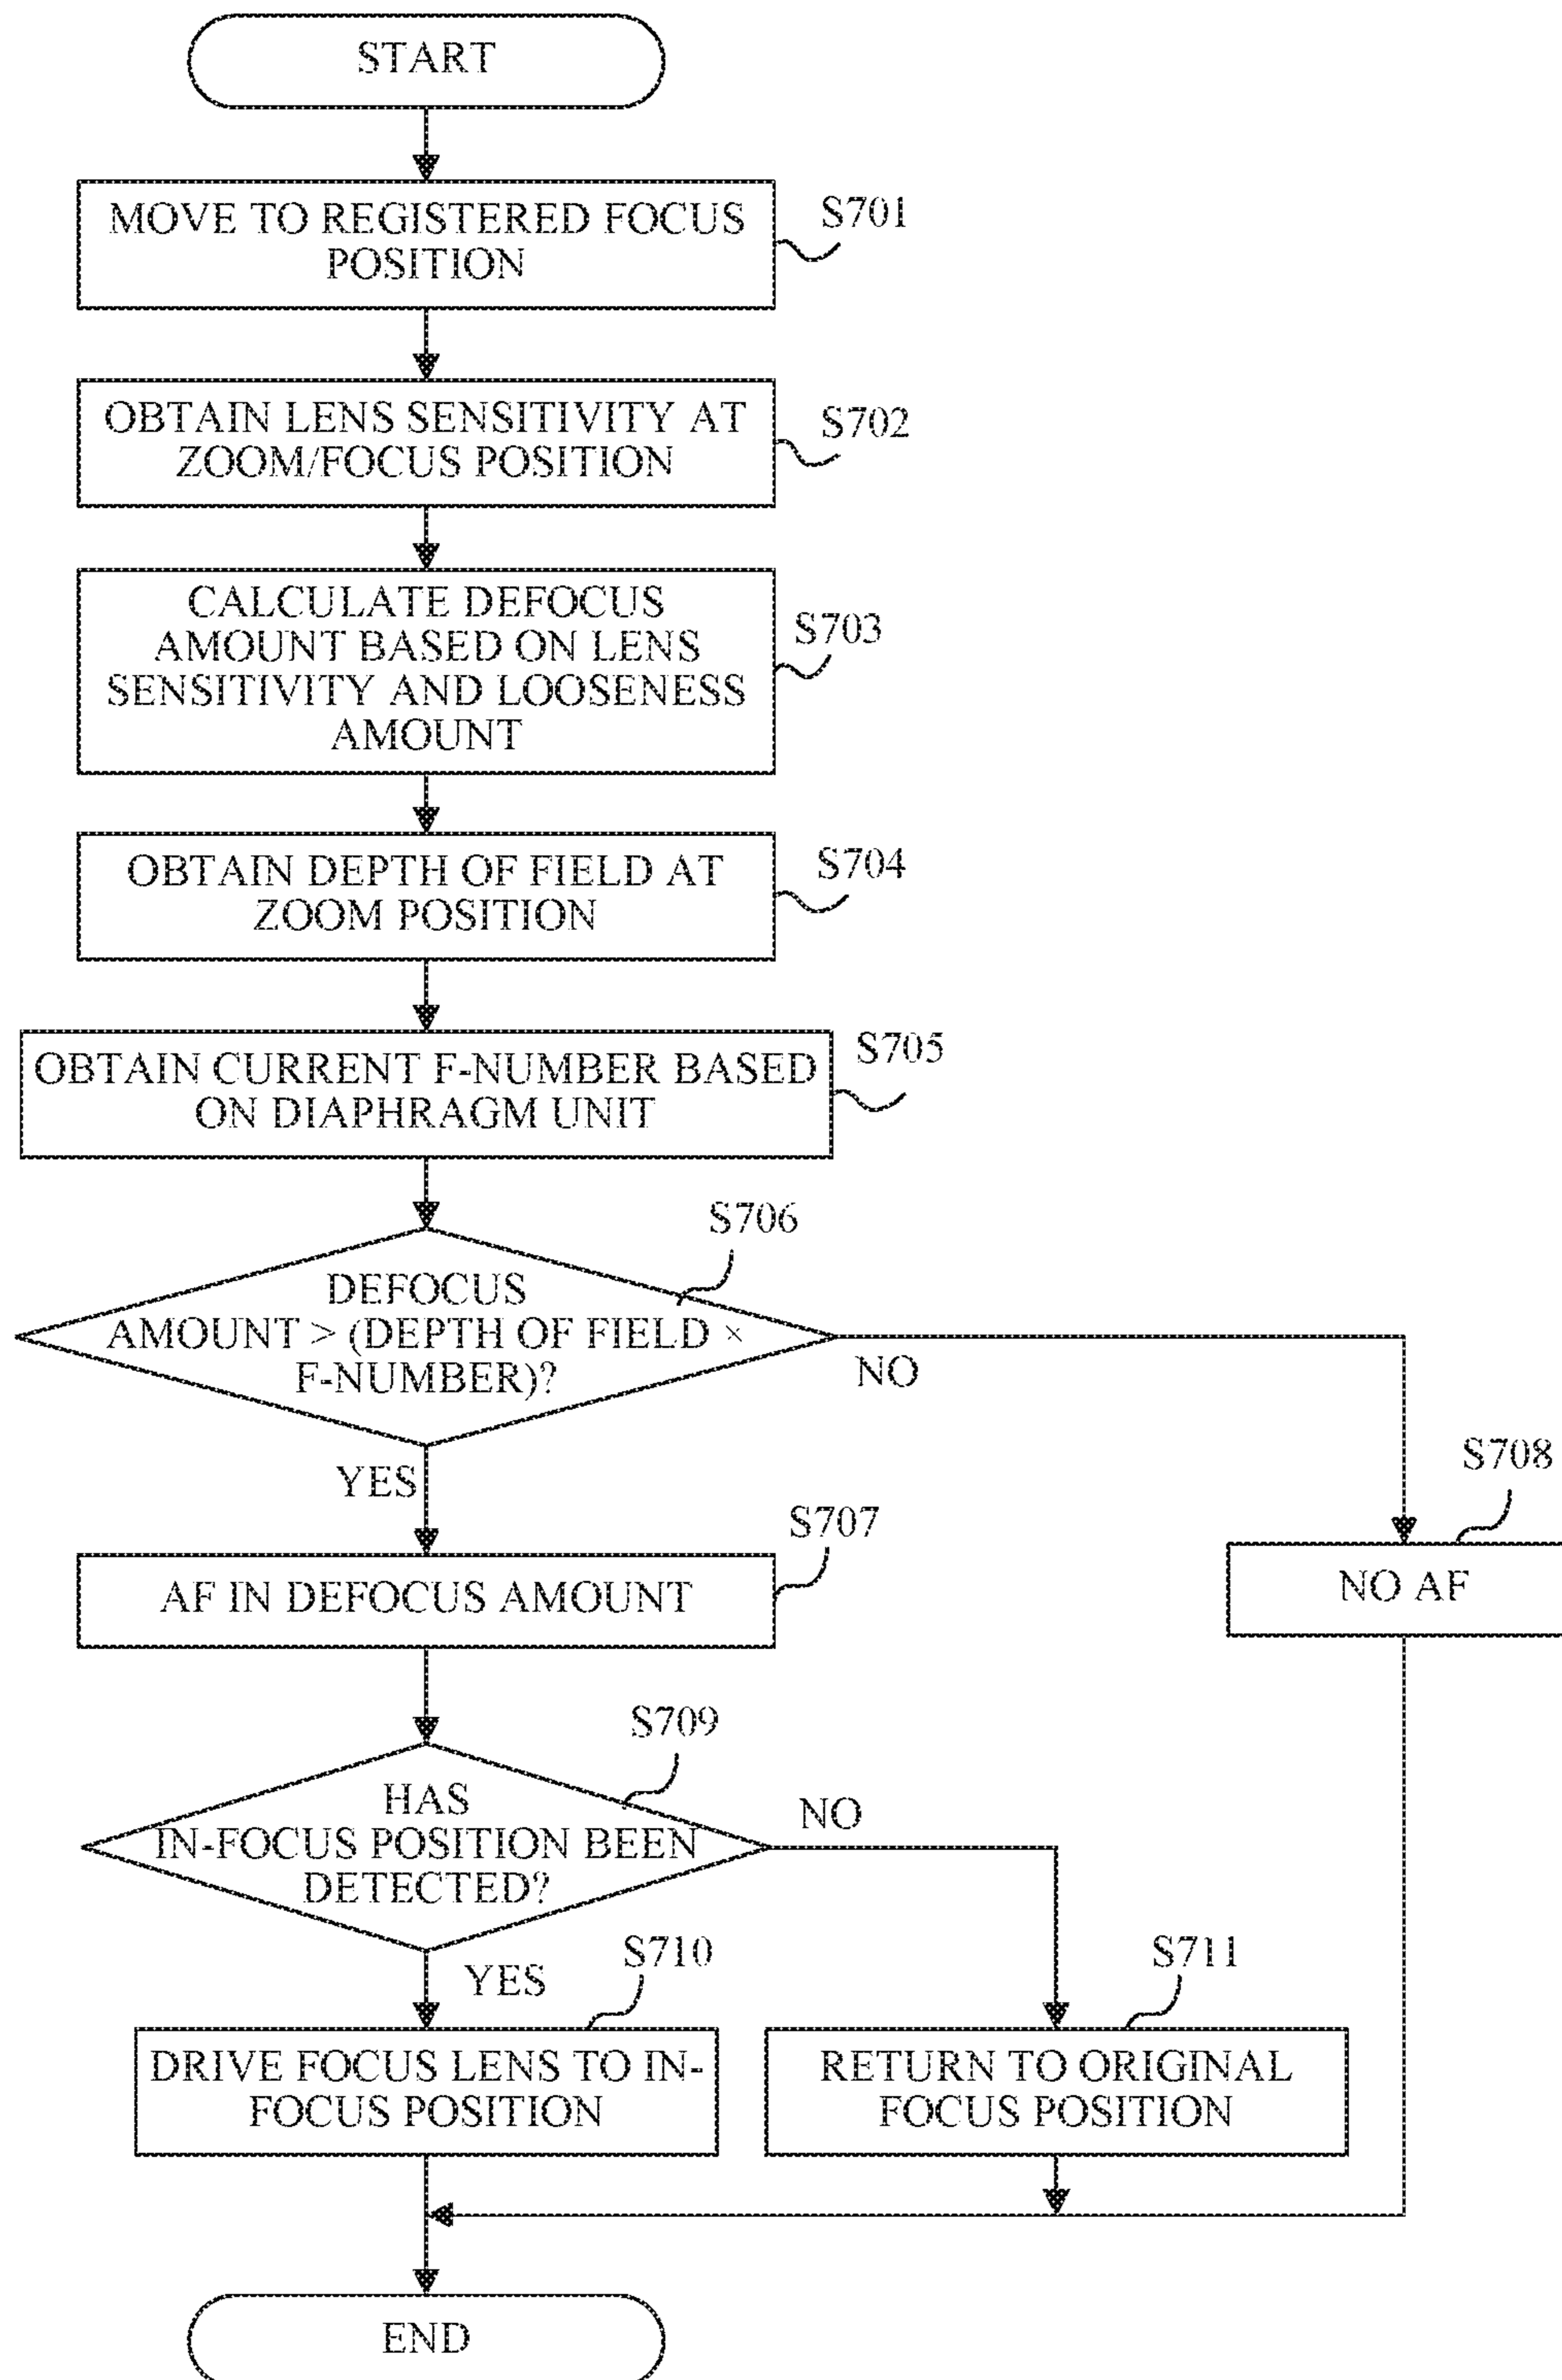 START
MOVE TO REGISTERED FOCUS
POSITION
S701
OBTAIN LENS SENSITIVITY AT
ZOOM/FOCUS POSITION
S702
CALCULATE DEFOCUS
AMOUNT BASED ON LENS
SENSITIVITY AND LOOSENESS
AMOUNT
S703
OBTAIN DEPTH OF FIELD AT
ZOOM POSITION
S704
OBTAIN CURRENT F-NUMBER BASED
ON DIAPHRAGM UNIT
S705
S706
DEFOCUS
AMOUNT > (DEPTH OF FIELD ×
F-NUMBER)?
NO
YES
S707
AF IN DEFOCUS AMOUNT
S708
NO AF
S709
HAS
IN-FOCUS POSITION BEEN
DETECTED?
NO
YES
S710
DRIVE FOCUS LENS TO IN-
FOCUS POSITION
S711
RETURN TO ORIGINAL
FOCUS POSITION
END